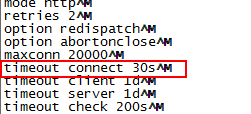 mode http^M
retries 2^M
option redispatch^M
option abortonclose^M
maxconn 20000^M
timeout connect 30s^M
timeout client 1d^M
timeout server 1d^M
timeout check 200s^M